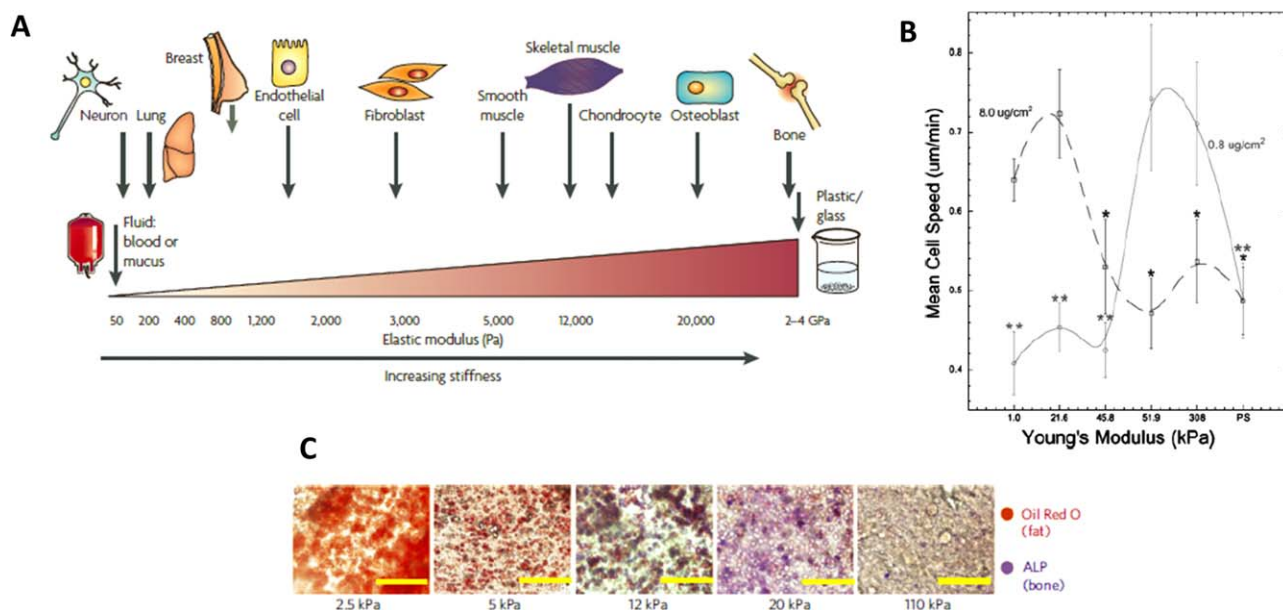 A
Breast
Skeletal muscle
Neuron
Lung
Endothelial
cell
Fibroblast
Smooth
muscle
Chondrocyte
Osteoblast
Bone
Fluid:
blood or
mucus
Plastic/
glass
50 200 400 800 1,200 2,000 3,000 5,000 12,000 20,000 2–4 GPa
Elastic modulus (Pa)
Increasing stiffness
B
Mean Cell Speed (um/min)
0.8
0.7
0.6
0.5
0.4
8.0 ug/cm²
0.8 ug/cm²
**
**
**
*
*
*
**
*
1.0 21.6 45.8 51.9 308 PS
Young's Modulus (kPa)
C
Oil Red O
(fat)
ALP
(bone)
2.5 kPa 5 kPa 12 kPa 20 kPa 110 kPa